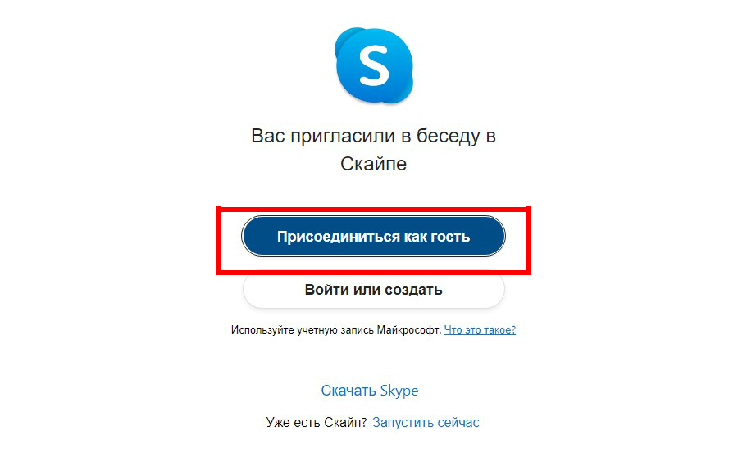 S
Вас пригласили в беседу в
Скайпе
Присоединиться как гость
Войти или создать
Используйте учетную запись Майкрософт. Что это такое?
Скачать Skype
Уже есть Скайп? Запустить сейчас